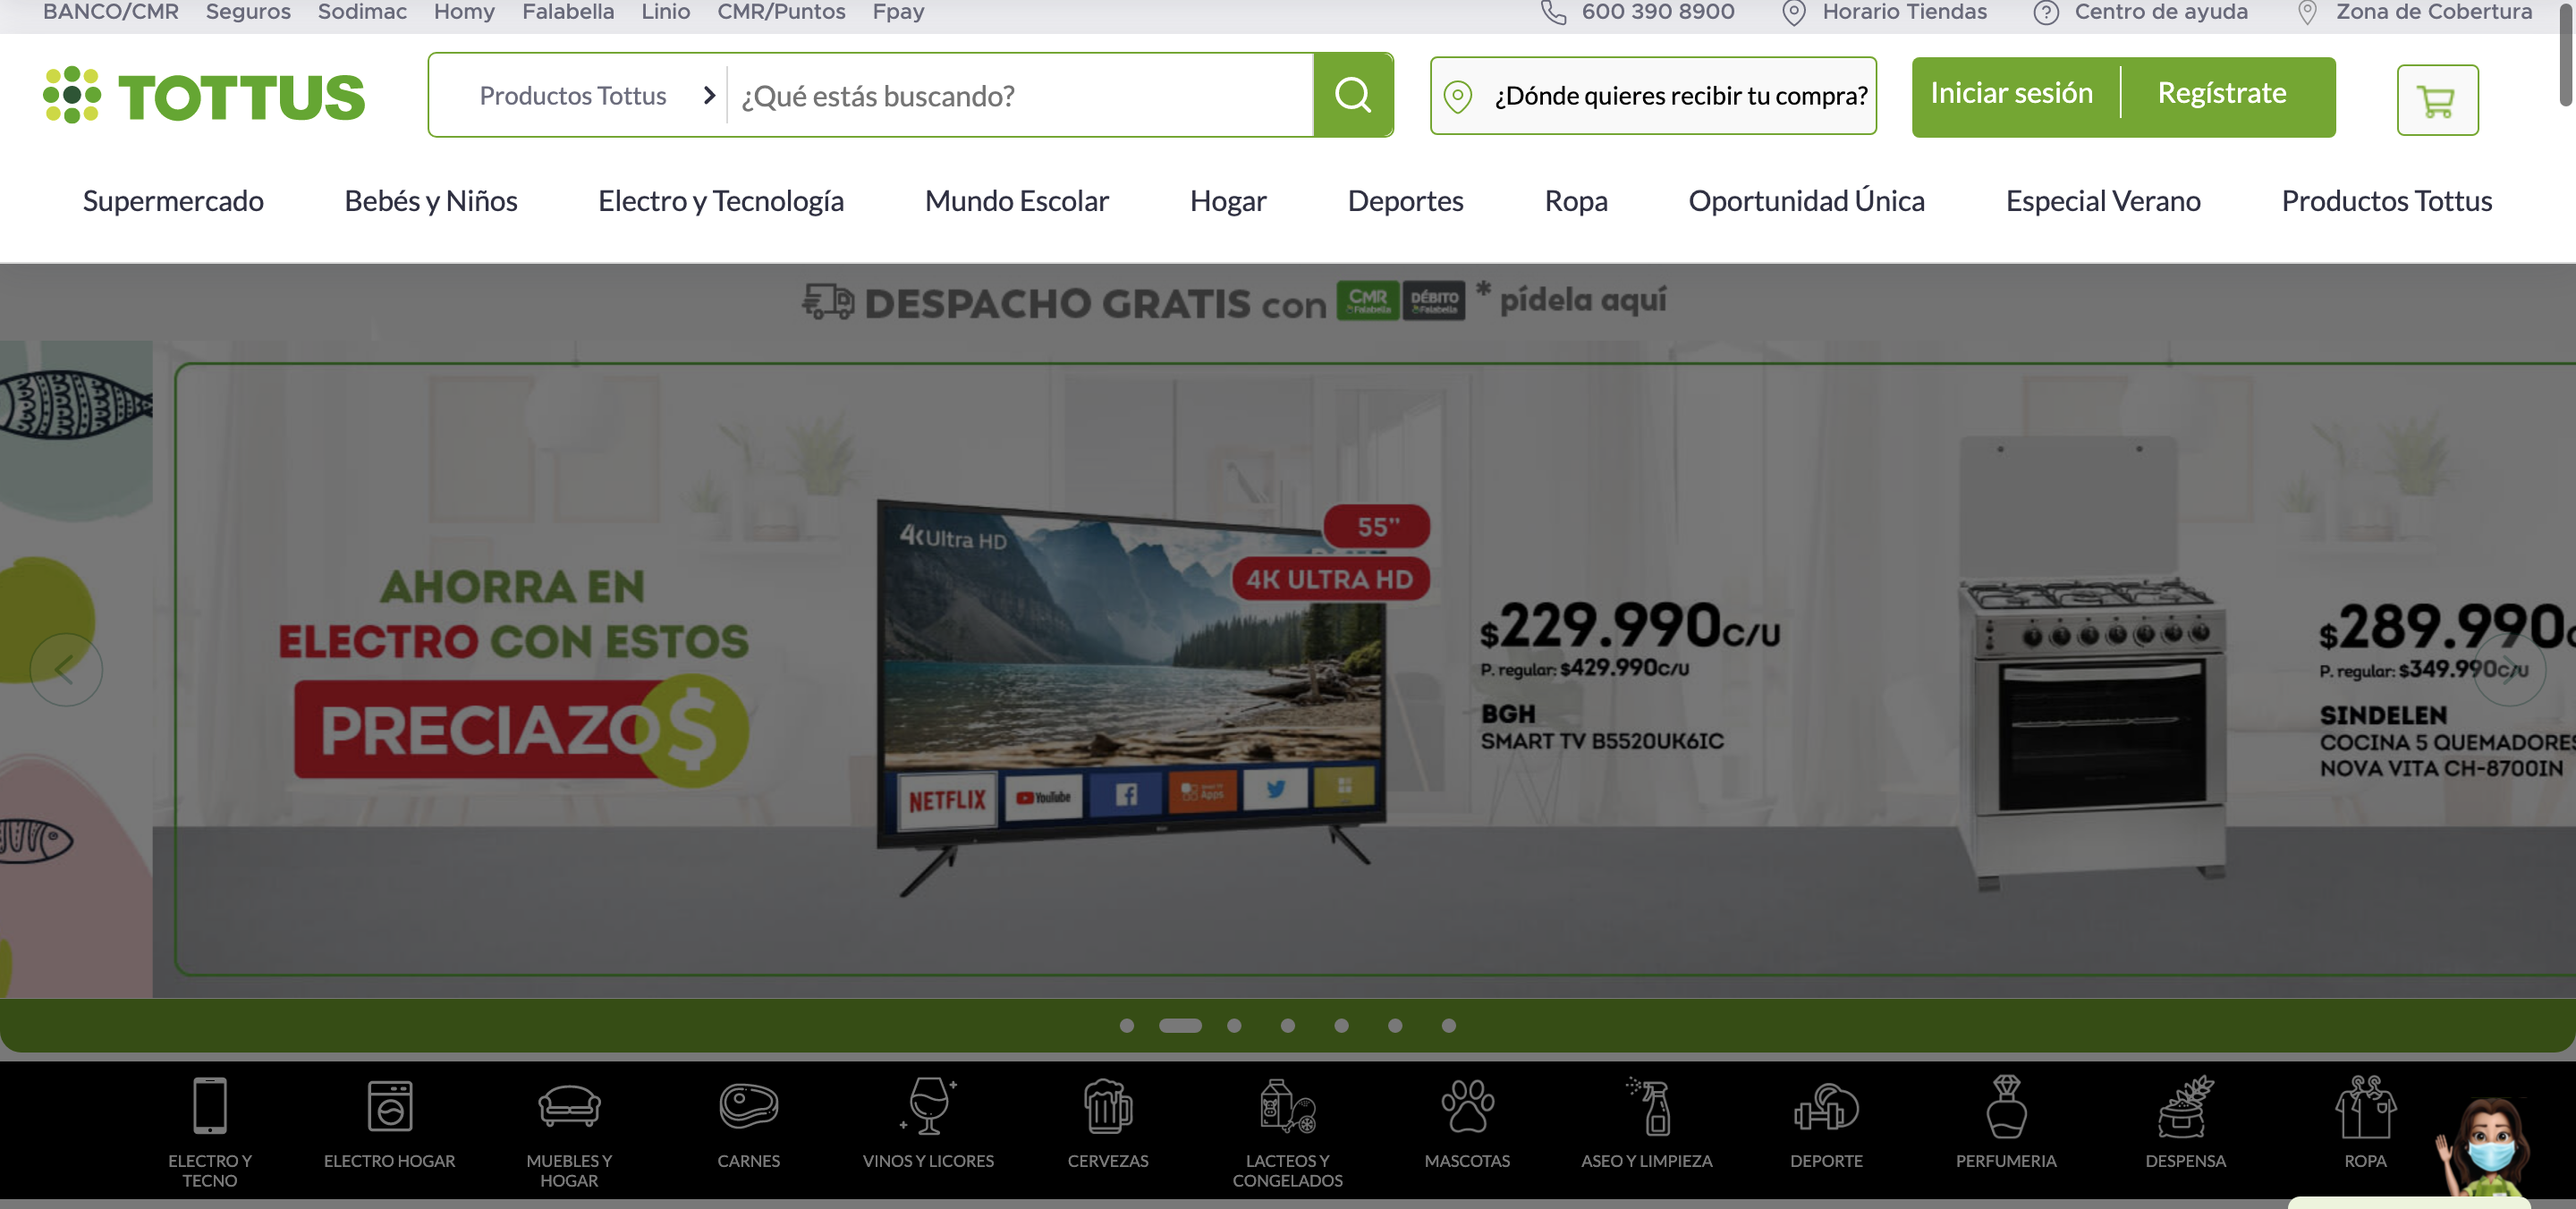 BANCO/CMR Seguros Sodimac Homy Falabella Linio CMR/Puntos Fpay 600 390 8900 Horario Tiendas Centro de ayuda Zona de Cobertura
TOTTUS Productos Tottus ¿Qué estás buscando? ¿Dónde quieres recibir tu compra? Iniciar sesión Regístrate
Supermercado Bebés y Niños Electro y Tecnología Mundo Escolar Hogar Deportes Ropa Oportunidad Única Especial Verano Productos Tottus
DESPACHO GRATIS con CMR Falabella DÉBITO Falabella * pídela aquí
AHORRA EN
ELECTRO CON ESTOS
PRECIAZO$
4K Ultra HD
55"
4K ULTRA HD
NETFLIX YouTube Apps
$229.990C/U
P. regular: $429.990C/U
BGH
SMART TV B5520UK6IC
$289.990
P. regular: $349.990C/U
SINDELEN
COCINA 5 QUEMADORES
NOVA VITA CH-8700IN
ELECTRO Y
TECNO
ELECTRO HOGAR
MUEBLES Y
HOGAR
CARNES
VINOS Y LICORES
CERVEZAS
LACTEOS Y
CONGELADOS
MASCOTAS
ASEO Y LIMPIEZA
DEPORTE
PERFUMERIA
DESPENSA
ROPA